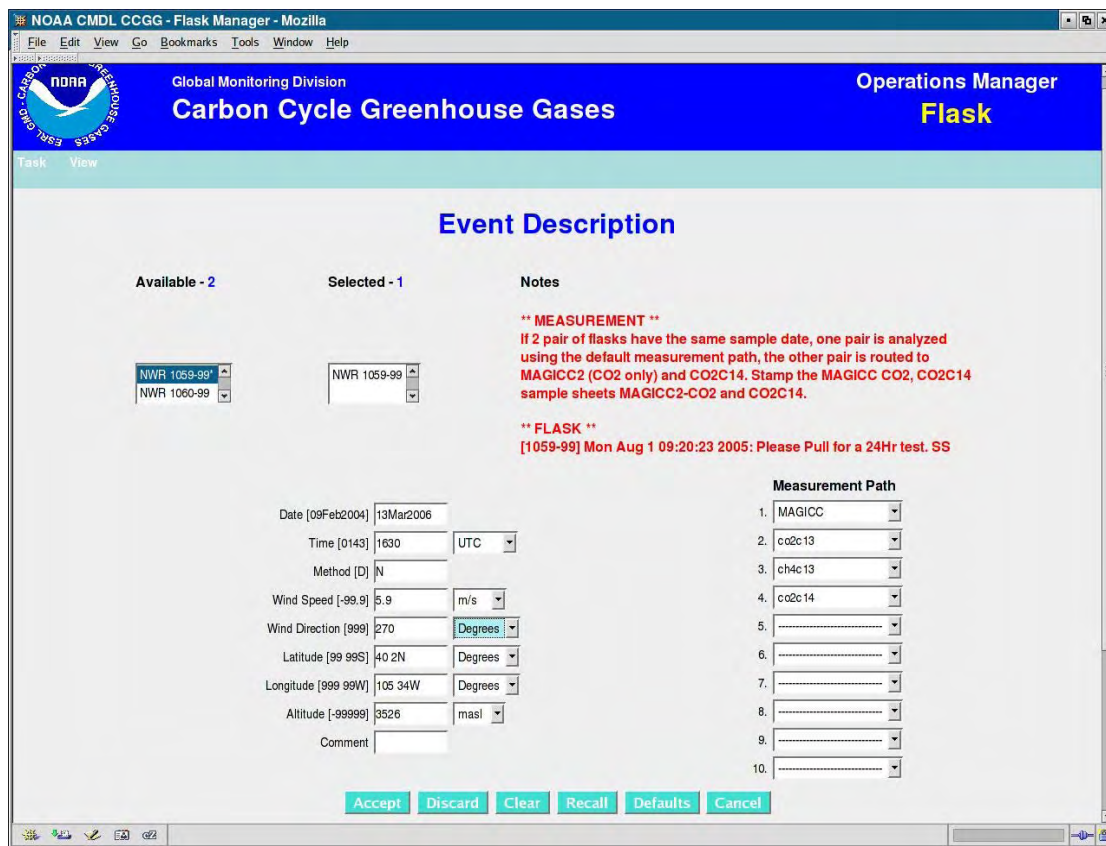 NOAA CMDL CCGG - Flask Manager - Mozilla
File Edit View Go Bookmarks Tools Window Help
NOAA
Global Monitoring Division
Carbon Cycle Greenhouse Gases
Operations Manager
Flask
Task View
Event Description
Available - 2 Selected - 1 Notes
** MEASUREMENT **
If 2 pair of flasks have the same sample date, one pair is analyzed
using the default measurement path, the other pair is routed to
MAGICC2 (CO2 only) and CO2C14. Stamp the MAGICC CO2, CO2C14
sample sheets MAGICC2-CO2 and CO2C14.
** FLASK **
[1059-99] Mon Aug 1 09:20:23 2005: Please Pull for a 24Hr test. SS
NWR 1059-99*
NWR 1060-99
NWR 1059-99
Date [09Feb2004] 13Mar2006
Time [0143] 1630 UTC
Method [D] N
Wind Speed [-99.9] 5.9 m/s
Wind Direction [999] 270 Degrees
Latitude [99 99S] 40 2N Degrees
Longitude [999 99W] 105 34W Degrees
Altitude [-99999] 3526 masl
Comment
Measurement Path
1. MAGICC
2. co2c13
3. ch4c13
4. co2c14
5. ------------------------------
6. ------------------------------
7. ------------------------------
8. ------------------------------
9. ------------------------------
10. ------------------------------
Accept Discard Clear Recall Defaults Cancel